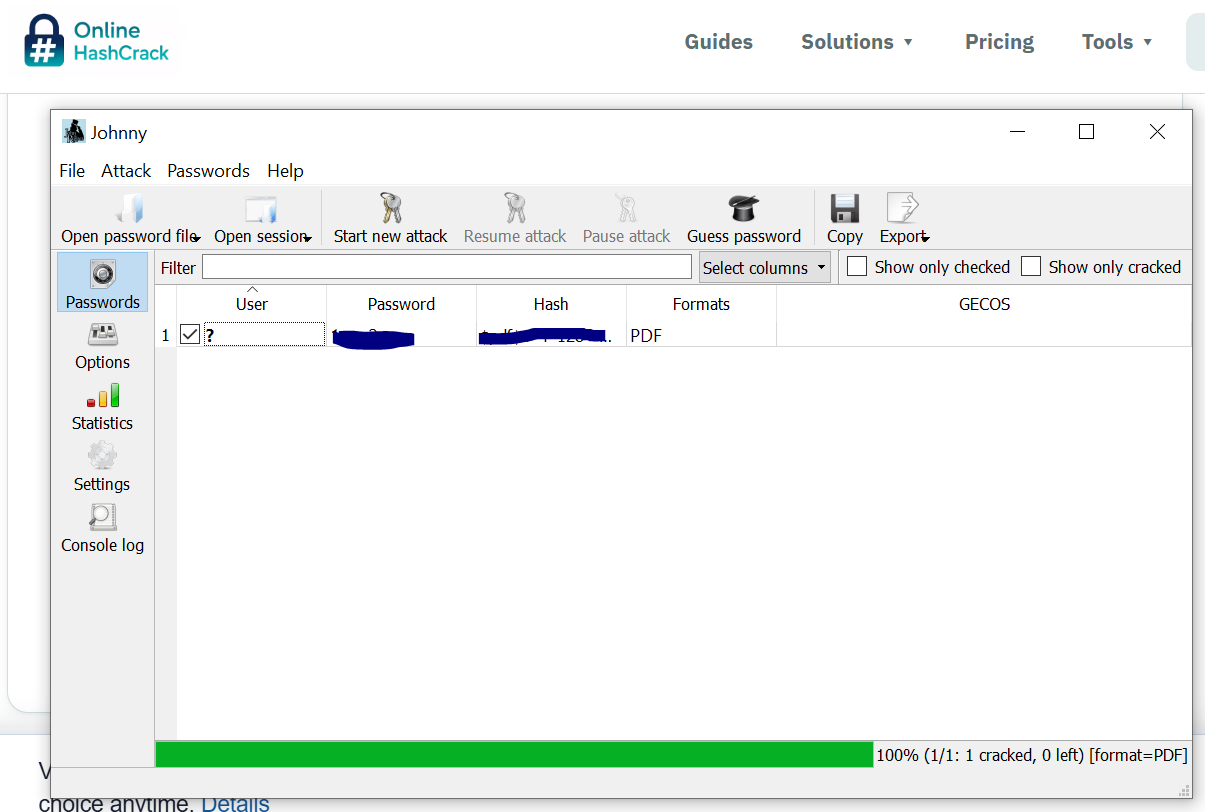 Online
HashCrack
Guides Solutions Pricing Tools
Johnny
File Attack Passwords Help
Open password file Open session Start new attack Resume attack Pause attack Guess password Copy Export
Filter Select columns Show only checked Show only cracked
Passwords
Options
Statistics
Settings
Console log
User Password Hash Formats GECOS
1 ? PDF
100% (1/1: 1 cracked, 0 left) [format=PDF]
choice anytime. Details